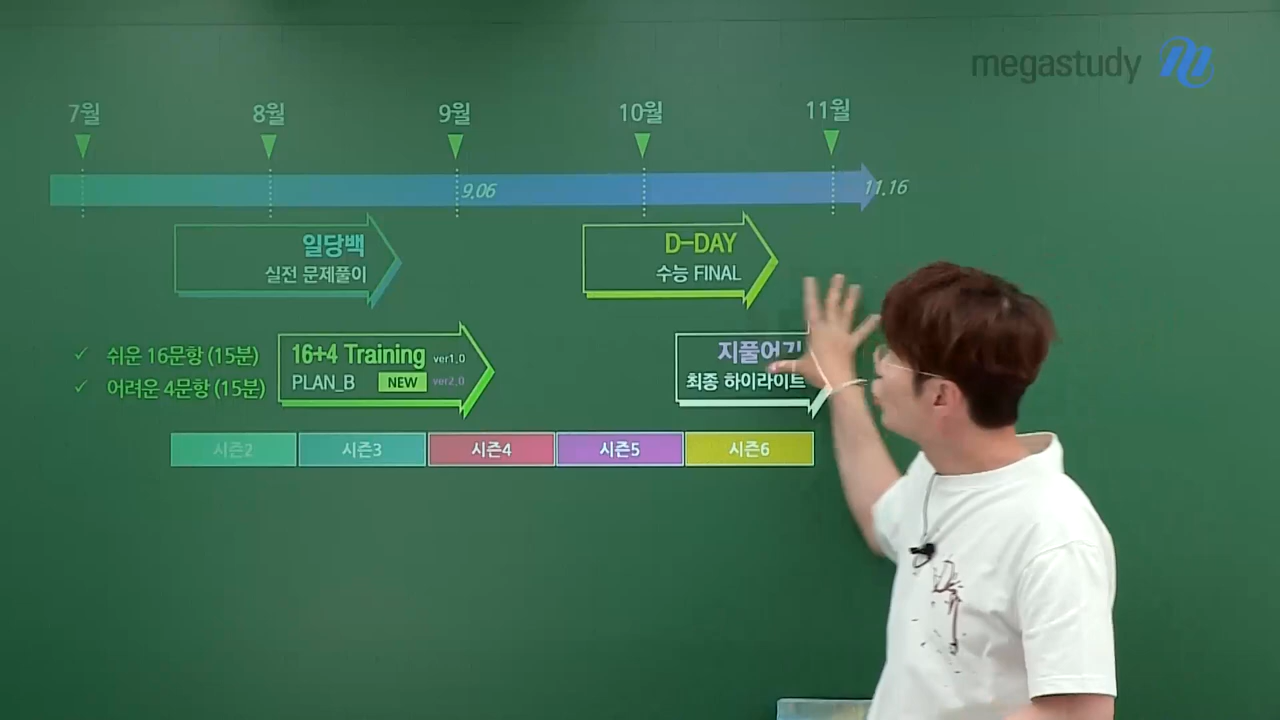 megastudy
7월 8월 9월 10월 11월
9.06 11.16
일당백
실전 문제풀이
D-DAY
수능 FINAL
✓ 쉬운 16문항 (15분)
✓ 어려운 4문항 (15분)
16+4 Training ver1.0
PLAN_B NEW ver2.0
지풀어기
최종 하이라이트
시즌2 시즌3 시즌4 시즌5 시즌6